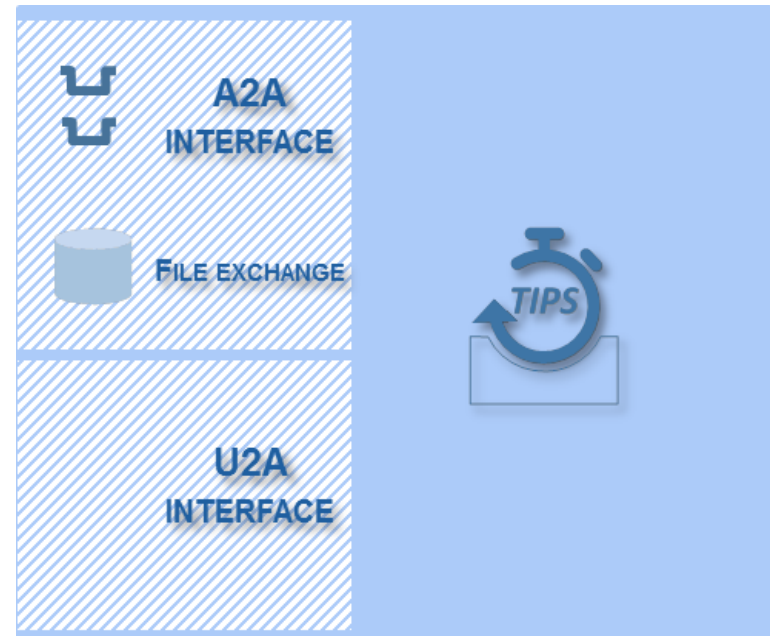 A2A
INTERFACE
FILE EXCHANGE
TIPS
U2A
INTERFACE